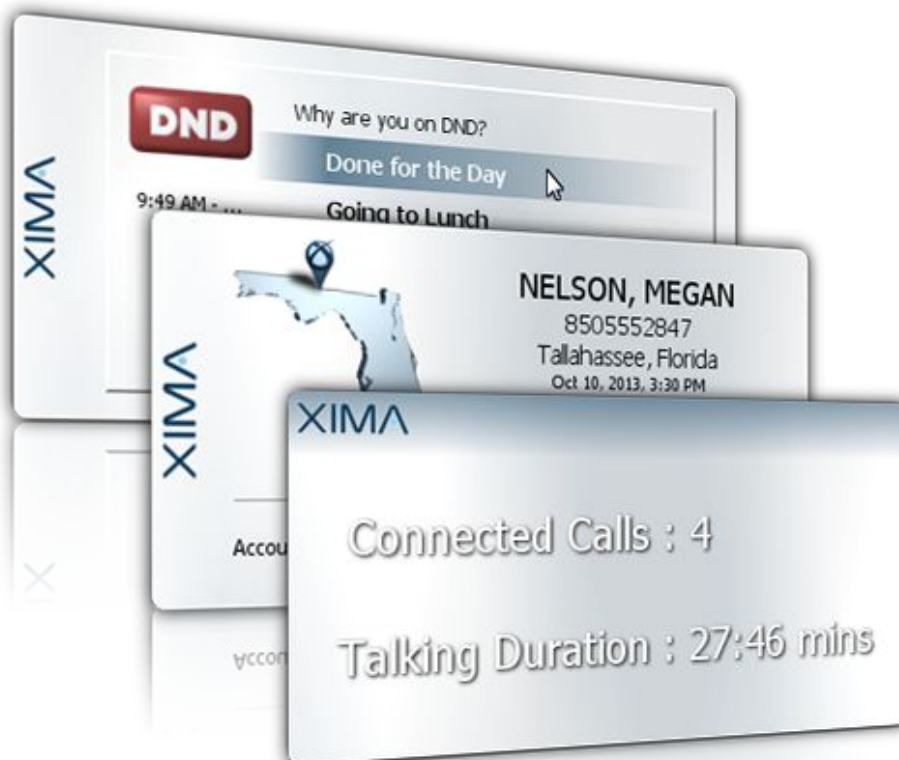 XIMA
DND
Why are you on DND?
Done for the Day
9:49 AM - ...
Going to Lunch
XIMA
NELSON, MEGAN
8505552847
Tallahassee, Florida
Oct 10, 2013, 3:30 PM
Accou
XIMA
Connected Calls : 4
Talking Duration : 27:46 mins